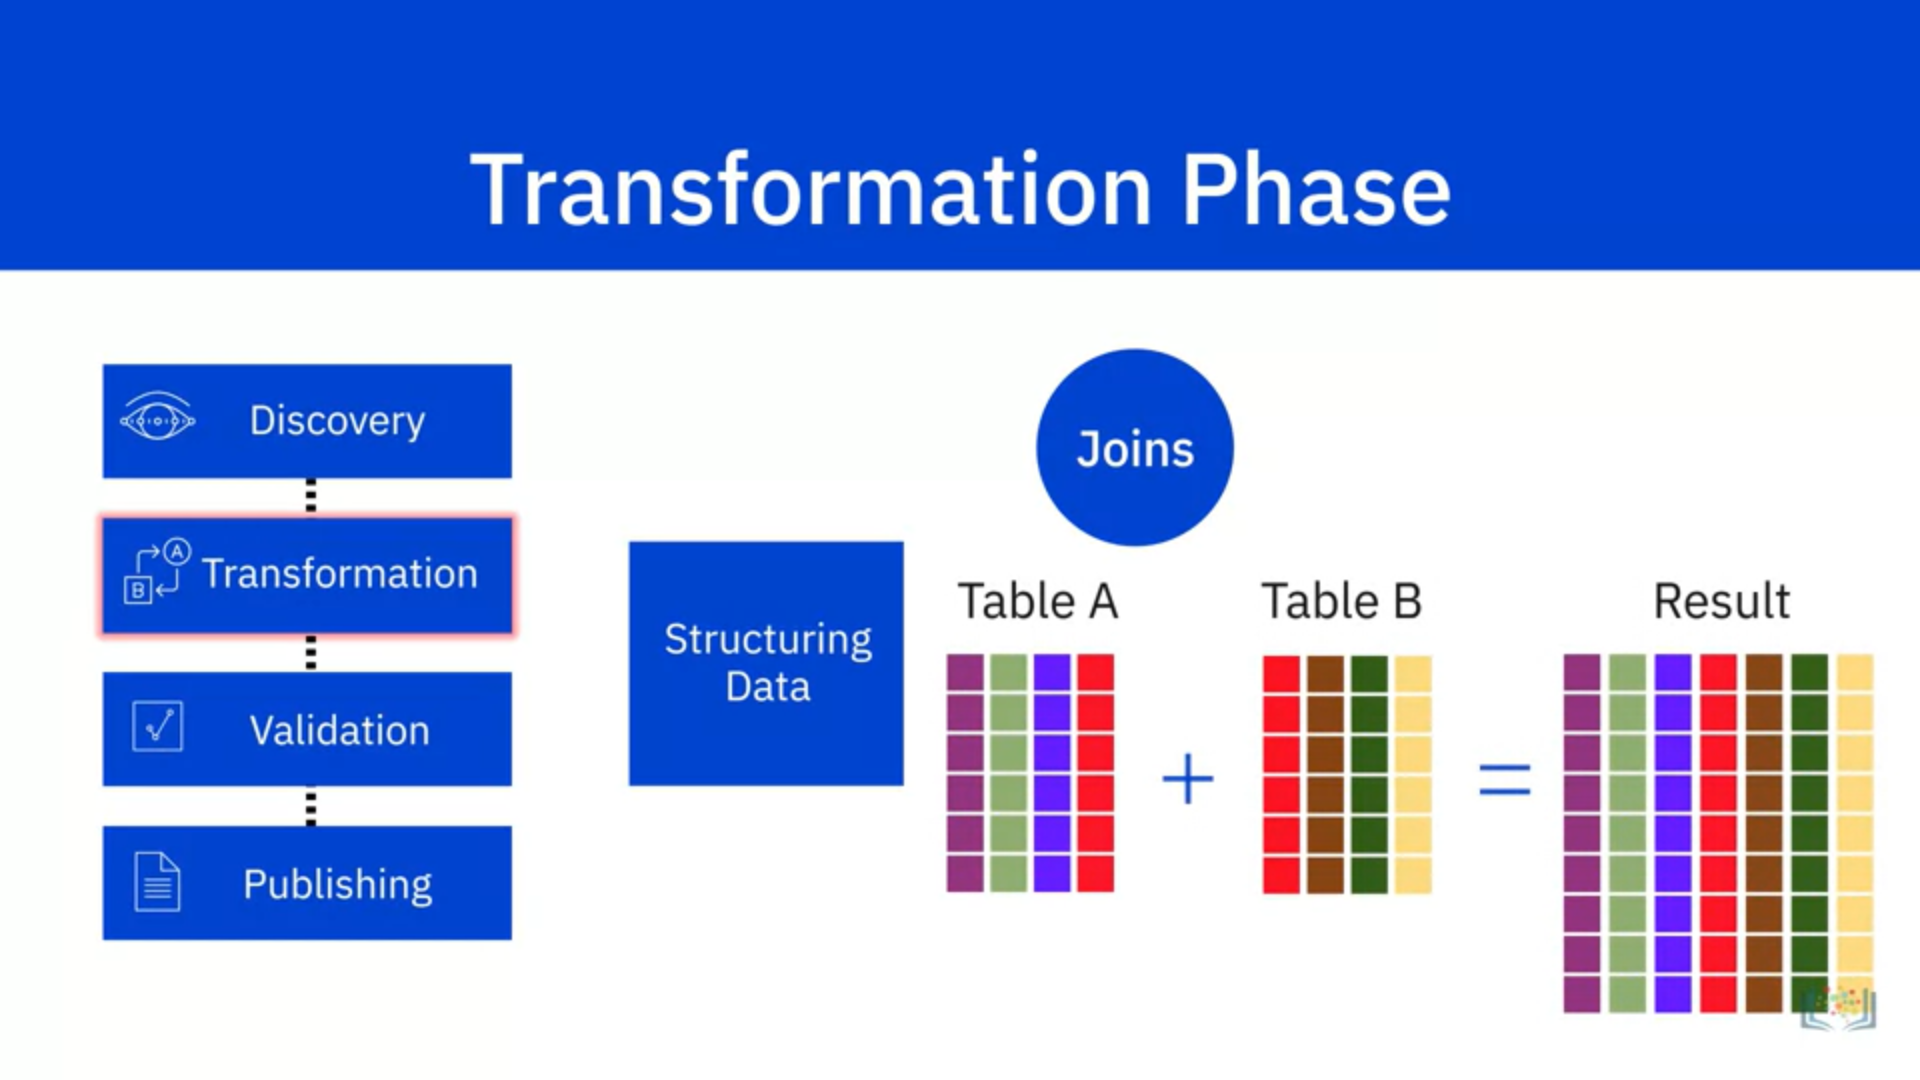 Transformation Phase
Discovery
A
B
Transformation
Validation
Publishing
Structuring
Data
Joins
Table A
Table B
Result
+
=